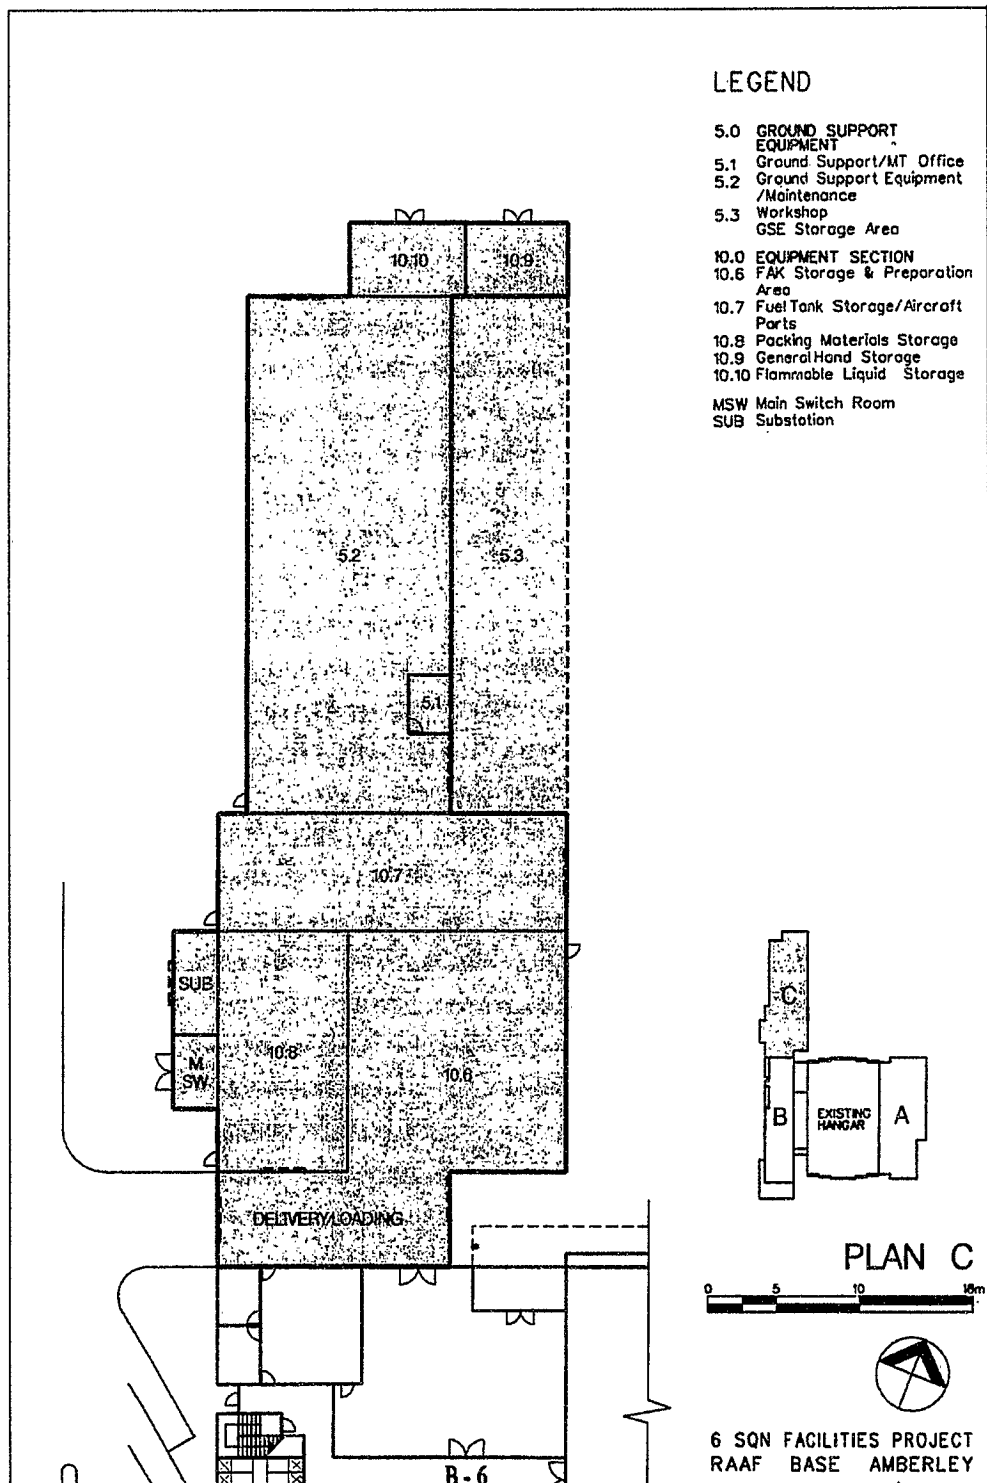 LEGEND
5.0 GROUND SUPPORT
EQUIPMENT
5.1 Ground Support/MT Office
5.2 Ground Support Equipment
/Maintenance
5.3 Workshop
GSE Storage Area
10.0 EQUIPMENT SECTION
10.6 FAK Storage & Preparation
Area
10.7 Fuel Tank Storage/Aircraft
Parts
10.8 Packing Materials Storage
10.9 General Hand Storage
10.10 Flammable Liquid Storage
MSW Main Switch Room
SUB Substation
10.10
10.9
5.2
5.3
5.1
10.7
SUB
M
SW
10.8
10.6
DELIVERY/LOADING
B-6
C
B
EXISTING
HANGAR
A
PLAN C
0 5 10 18m
6 SQN FACILITIES PROJECT
RAAF BASE AMBERLEY